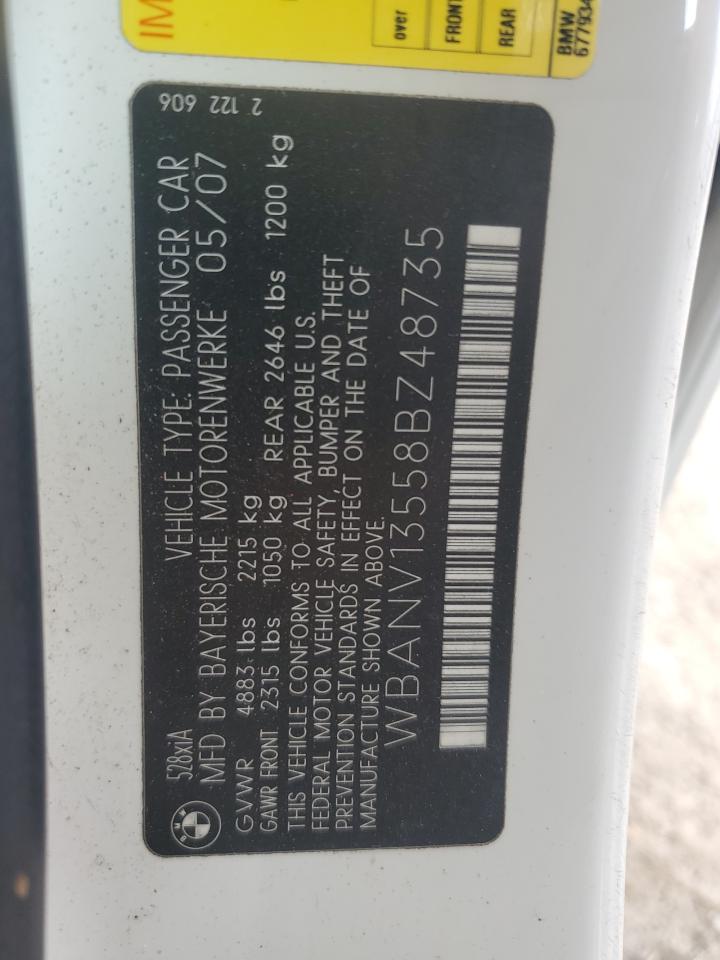 IM
over
FRONT
REAR
BMW
677934
2 122 606
528xiA VEHICLE TYPE: PASSENGER CAR
MFD BY BAYERISCHE MOTORENWERKE 05/07
GVWR 4883 lbs 2215 kg
GAWR FRONT 2315 lbs 1050 kg REAR 2646 lbs 1200 kg
THIS VEHICLE CONFORMS TO ALL APPLICABLE U.S.
FEDERAL MOTOR VEHICLE SAFETY, BUMPER AND THEFT
PREVENTION STANDARDS IN EFFECT ON THE DATE OF
MANUFACTURE SHOWN ABOVE.
WBANV13558BZ48735